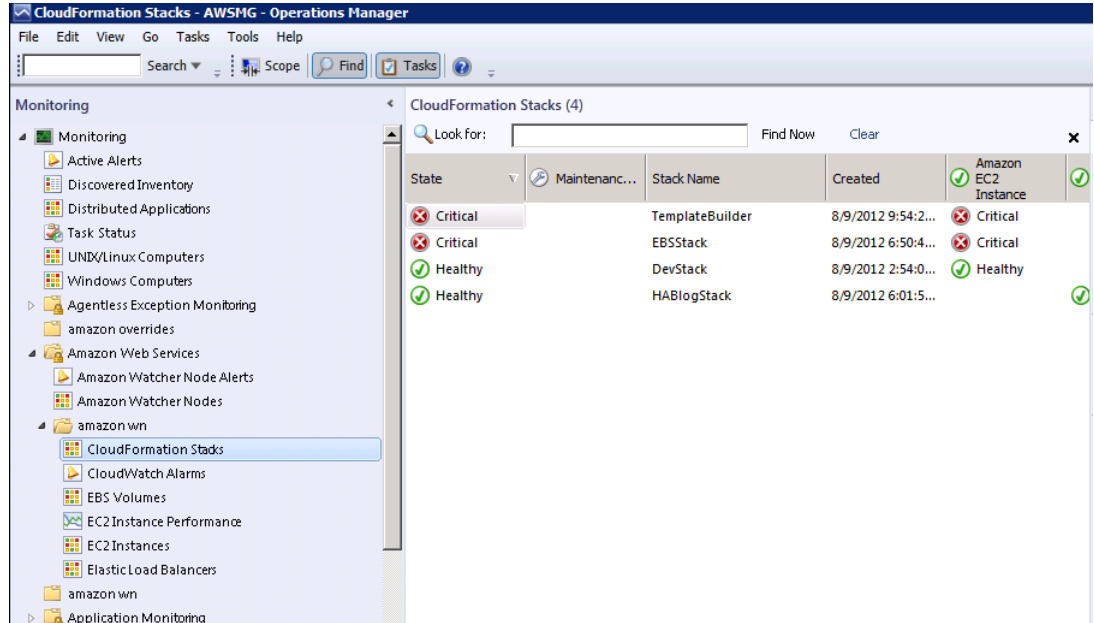 CloudFormation Stacks - AWSMG - Operations Manager
File Edit View Go Tasks Tools Help
Search Scope Find Tasks
Monitoring
Monitoring
Active Alerts
Discovered Inventory
Distributed Applications
Task Status
UNIX/Linux Computers
Windows Computers
Agentless Exception Monitoring
amazon overrides
Amazon Web Services
Amazon Watcher Node Alerts
Amazon Watcher Nodes
amazon wn
CloudFormation Stacks
CloudWatch Alarms
EBS Volumes
EC2 Instance Performance
EC2 Instances
Elastic Load Balancers
amazon wn
Application Monitoring
CloudFormation Stacks (4)
Look for: Find Now Clear
State Maintenanc... Stack Name Created Amazon EC2 Instance
Critical TemplateBuilder 8/9/2012 9:54:2... Critical
Critical EBSStack 8/9/2012 6:50:4... Critical
Healthy DevStack 8/9/2012 2:54:0... Healthy
Healthy HABlogStack 8/9/2012 6:01:5...